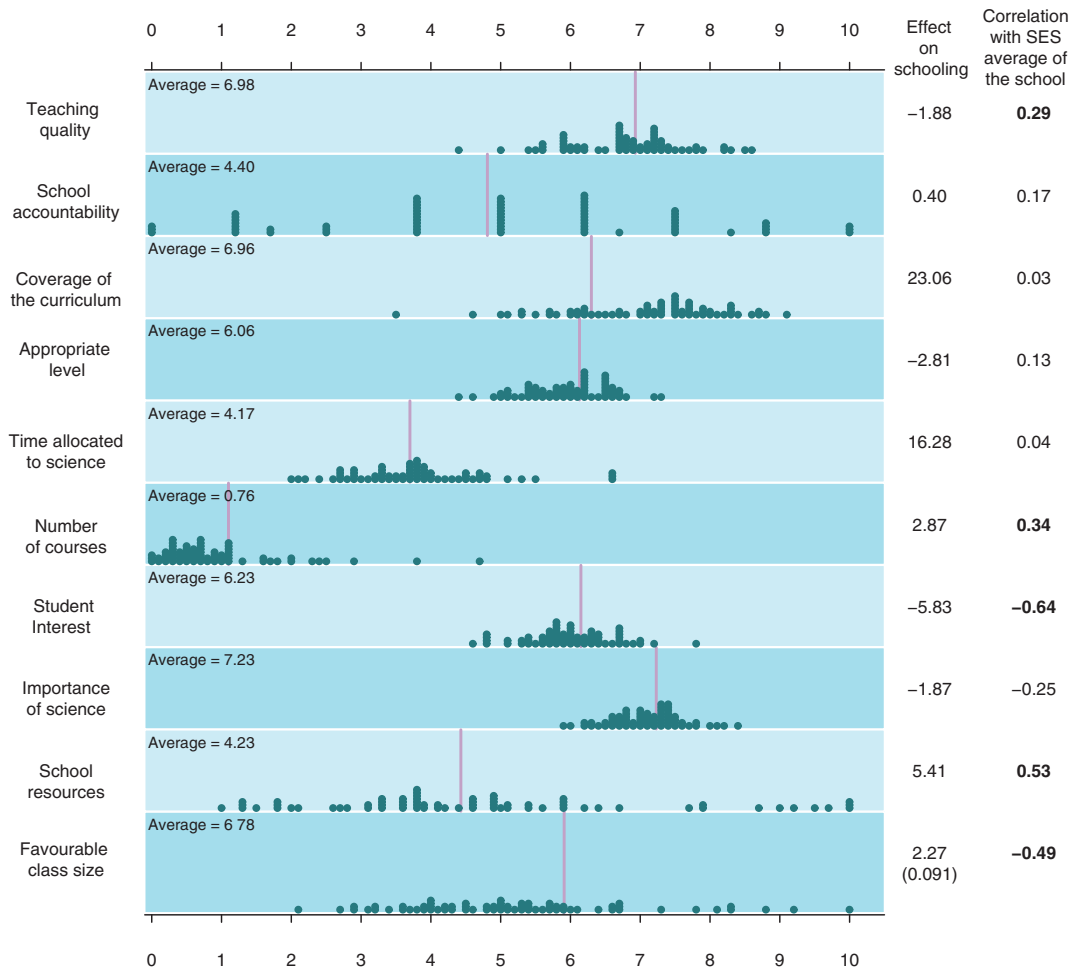 0 1 2 3 4 5 6 7 8 9 10
Effect
on
schooling
Correlation
with SES
average of
the school
Teaching
quality
Average = 6.98
−1.88
0.29
School
accountability
Average = 4.40
0.40
0.17
Coverage of
the curriculum
Average = 6.96
23.06
0.03
Appropriate
level
Average = 6.06
−2.81
0.13
Time allocated
to science
Average = 4.17
16.28
0.04
Number
of courses
Average = 0.76
2.87
0.34
Student
Interest
Average = 6.23
−5.83
−0.64
Importance
of science
Average = 7.23
−1.87
−0.25
School
resources
Average = 4.23
5.41
0.53
Favourable
class size
Average = 6 78
2.27
(0.091)
−0.49
0 1 2 3 4 5 6 7 8 9 10